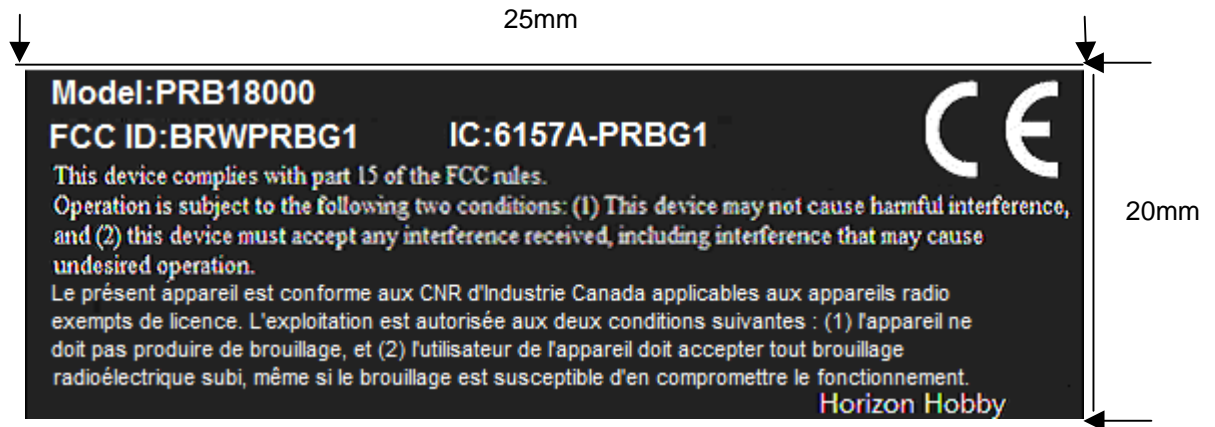 25mm
Model:PRB18000
FCC ID:BRWPRBG1 IC:6157A-PRBG1
CE
This device complies with part 15 of the FCC rules.
Operation is subject to the following two conditions: (1) This device may not cause harmful interference,
and (2) this device must accept any interference received, including interference that may cause
undesired operation.
20mm
Le présent appareil est conforme aux CNR d'Industrie Canada applicables aux appareils radio
exempts de licence. L'exploitation est autorisée aux deux conditions suivantes : (1) l'appareil ne
doit pas produire de brouillage, et (2) l'utilisateur de l'appareil doit accepter tout brouillage
radioélectrique subi, même si le brouillage est susceptible d'en compromettre le fonctionnement.
Horizon Hobby